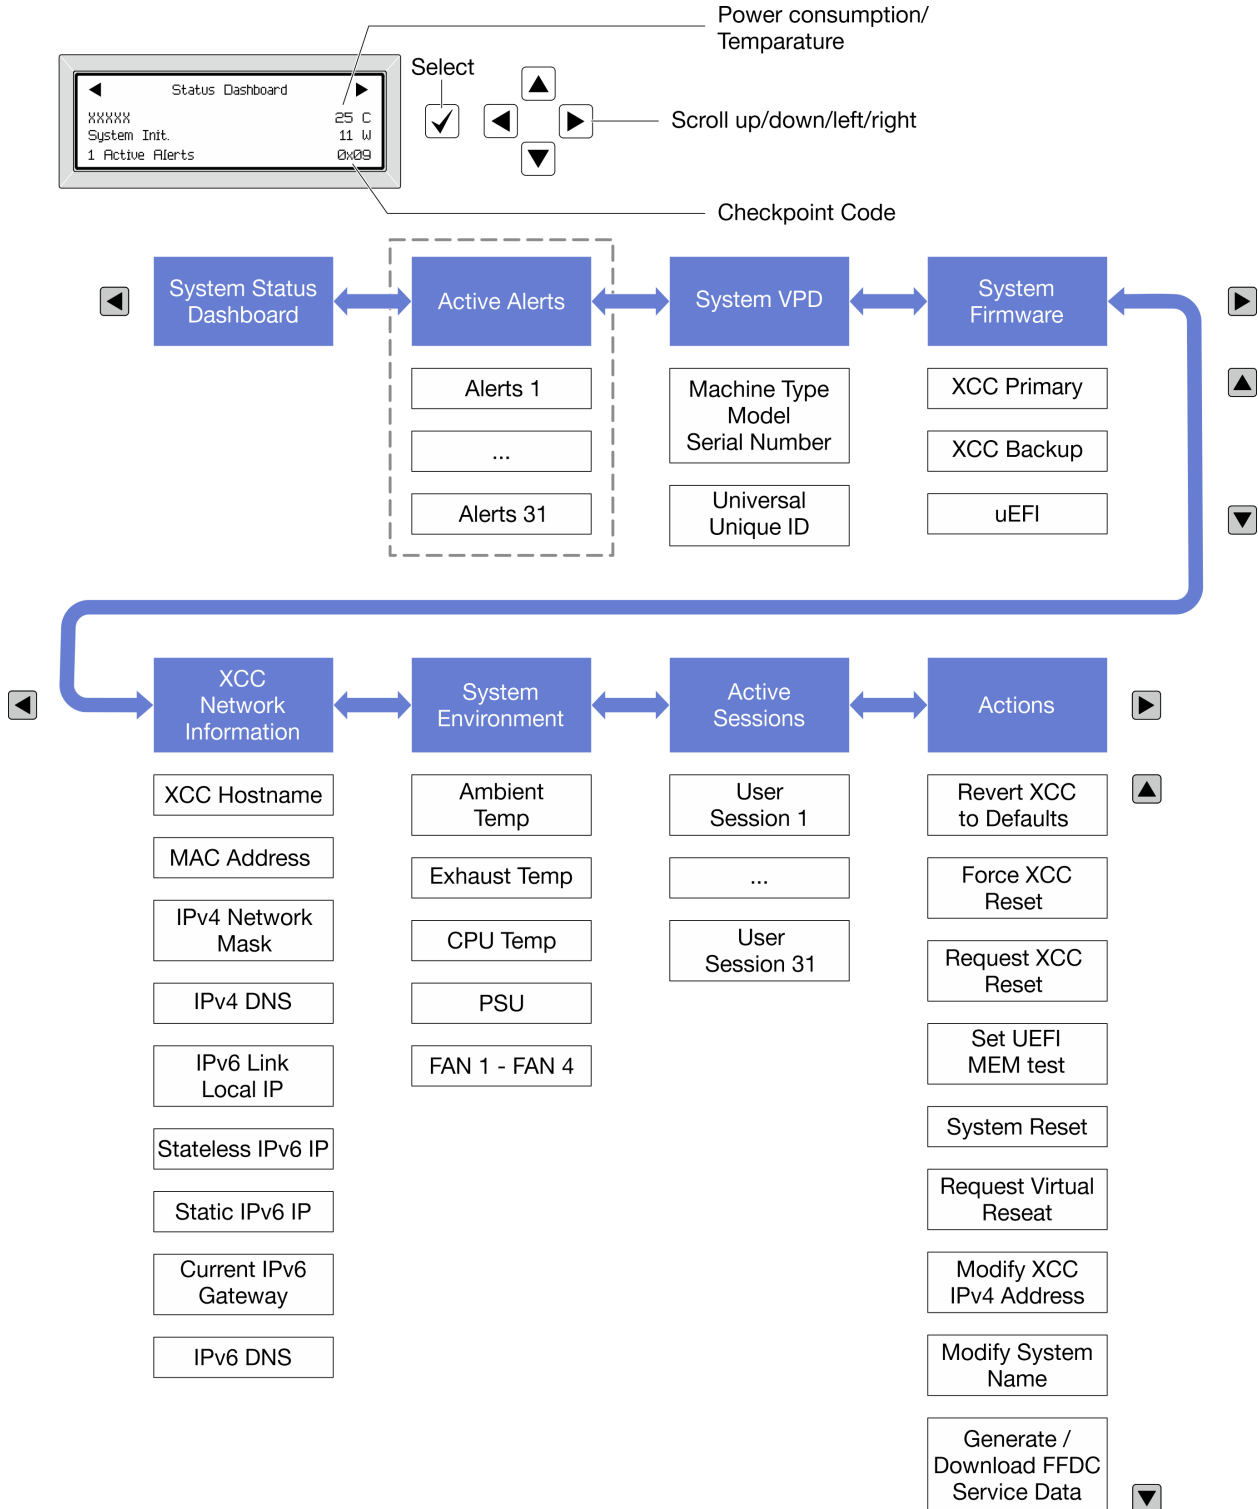 Power consumption/
Temparature
Select
Status Dashboard
XXXXX 25 C
System Init. 11 W
1 Active Alerts 0x09
Scroll up/down/left/right
Checkpoint Code
System Status
Dashboard
Active Alerts
System VPD
System
Firmware
Alerts 1
...
Alerts 31
Machine Type
Model
Serial Number
Universal
Unique ID
XCC Primary
XCC Backup
uEFI
XCC
Network
Information
System
Environment
Active
Sessions
Actions
XCC Hostname
MAC Address
IPv4 Network
Mask
IPv4 DNS
IPv6 Link
Local IP
Stateless IPv6 IP
Static IPv6 IP
Current IPv6
Gateway
IPv6 DNS
Ambient
Temp
Exhaust Temp
CPU Temp
PSU
FAN 1 - FAN 4
User
Session 1
...
User
Session 31
Revert XCC
to Defaults
Force XCC
Reset
Request XCC
Reset
Set UEFI
MEM test
System Reset
Request Virtual
Reseat
Modify XCC
IPv4 Address
Modify System
Name
Generate /
Download FFDC
Service Data